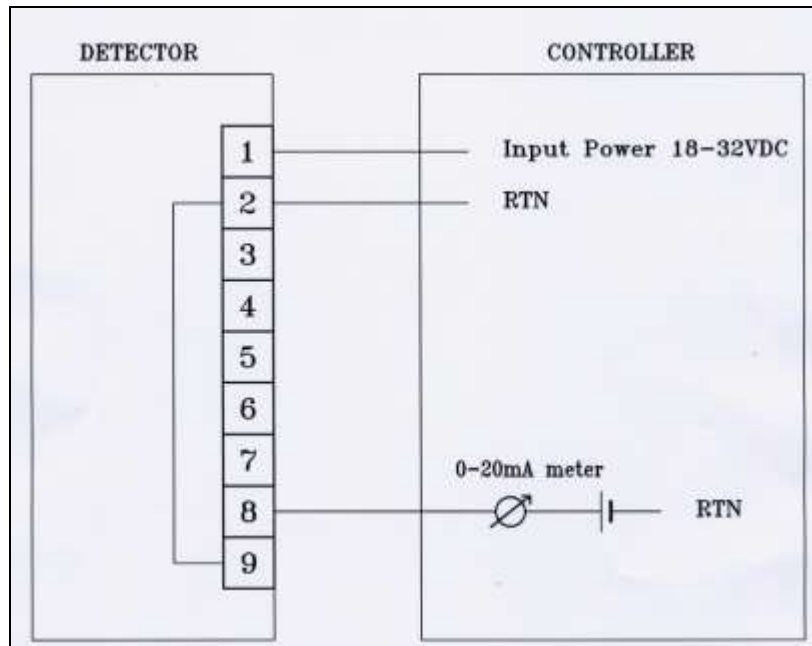 DETECTOR CONTROLLER
1 Input Power 18-32VDC
2 RTN
3
4
5
6
7
0-20mA meter
8 RTN
9